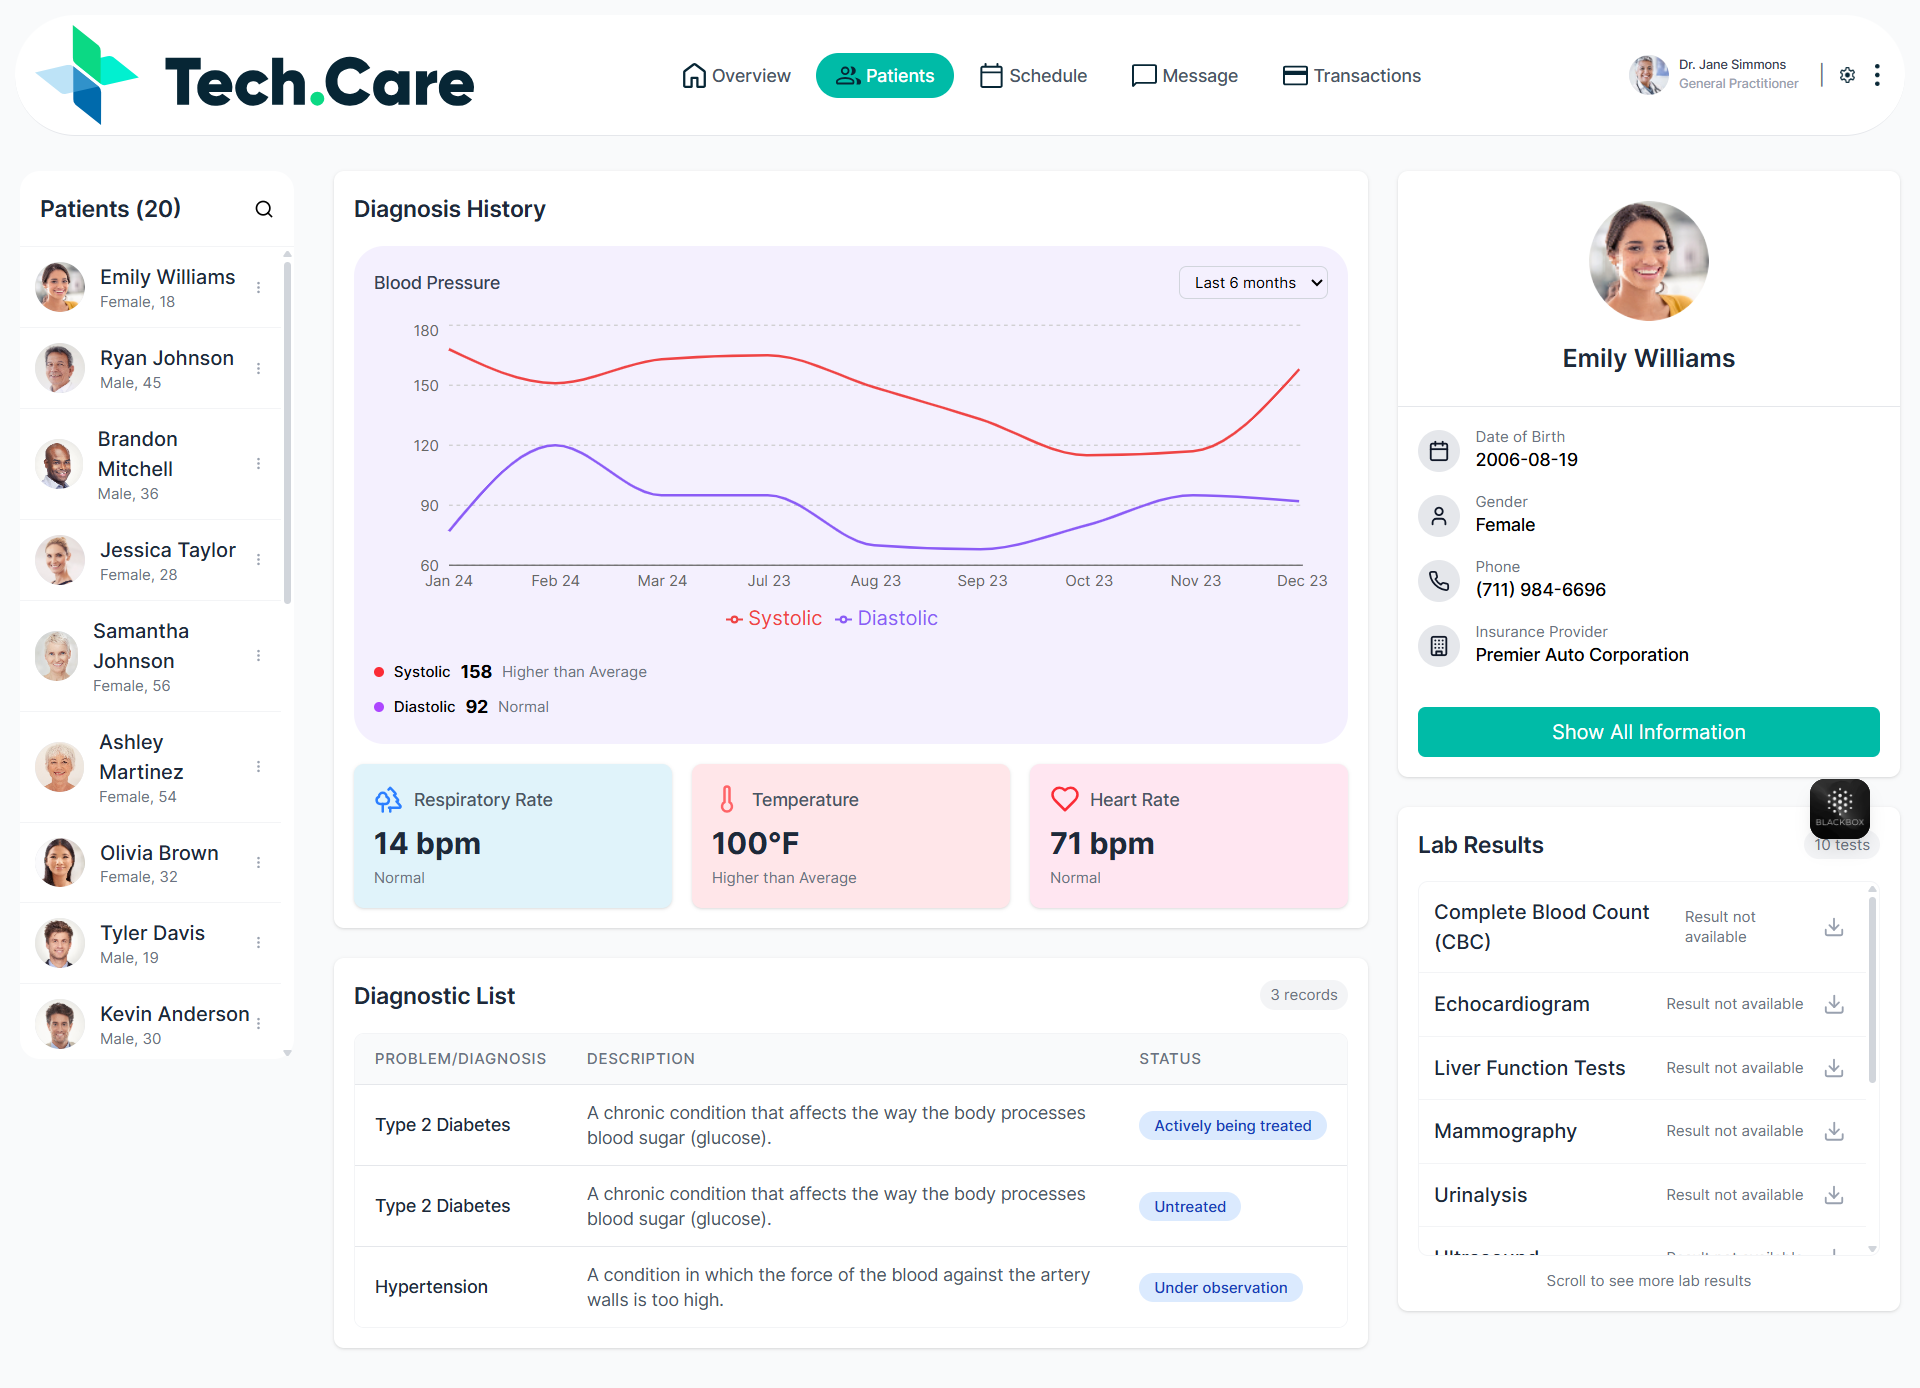 Tech.Care
Overview
Patients
Schedule
Message
Transactions
Dr. Jane Simmons
General Practitioner
Patients (20)
Emily Williams
Female, 18
Ryan Johnson
Male, 45
Brandon
Mitchell
Male, 36
Jessica Taylor
Female, 28
Samantha
Johnson
Female, 56
Ashley
Martinez
Female, 54
Olivia Brown
Female, 32
Tyler Davis
Male, 19
Kevin Anderson
Male, 30
Diagnosis History
Blood Pressure
Last 6 months
180
150
120
90
60
Jan 24
Feb 24
Mar 24
Jul 23
Aug 23
Sep 23
Oct 23
Nov 23
Dec 23
Systolic
Diastolic
Systolic 158 Higher than Average
Diastolic 92 Normal
Respiratory Rate
14 bpm
Normal
Temperature
100°F
Higher than Average
Heart Rate
71 bpm
Normal
Diagnostic List
3 records
PROBLEM/DIAGNOSIS
DESCRIPTION
STATUS
Type 2 Diabetes
A chronic condition that affects the way the body processes
blood sugar (glucose).
Actively being treated
Type 2 Diabetes
A chronic condition that affects the way the body processes
blood sugar (glucose).
Untreated
Hypertension
A condition in which the force of the blood against the artery
walls is too high.
Under observation
Emily Williams
Date of Birth
2006-08-19
Gender
Female
Phone
(711) 984-6696
Insurance Provider
Premier Auto Corporation
Show All Information
BLACKBOX
Lab Results
10 tests
Complete Blood Count
(CBC)
Result not
available
Echocardiogram
Result not available
Liver Function Tests
Result not available
Mammography
Result not available
Urinalysis
Result not available
Ultrasound
Result not available
Scroll to see more lab results